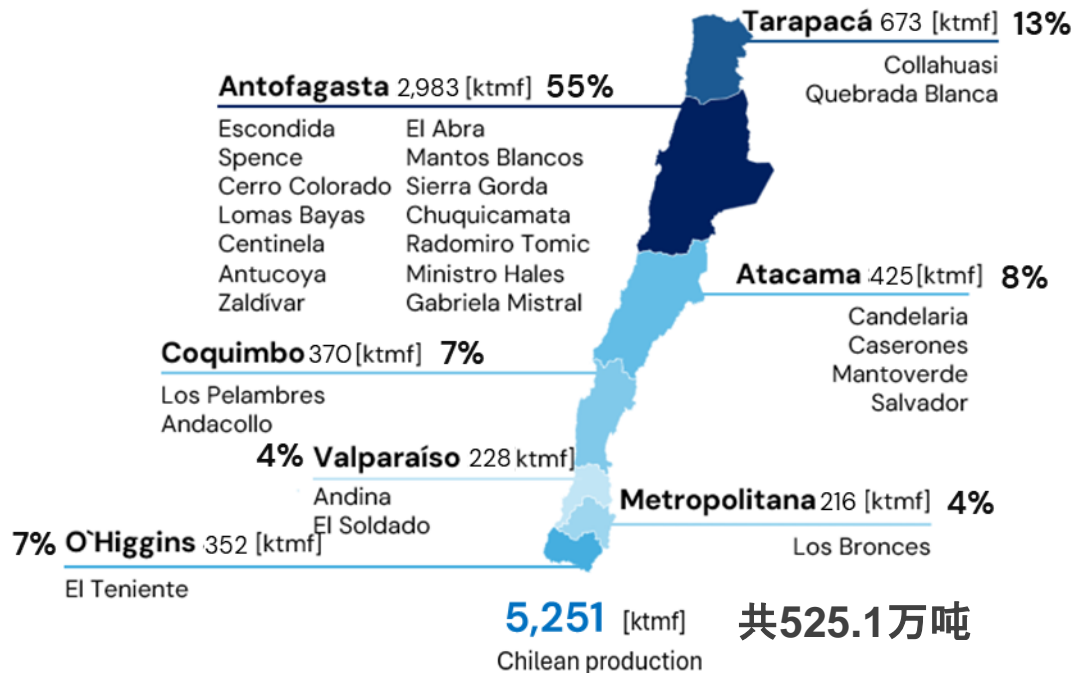 Tarapacá 673 [ktmf] 13%
Collahuasi
Quebrada Blanca
Antofagasta 2,983 [ktmf] 55%
Escondida El Abra
Spence Mantos Blancos
Cerro Colorado Sierra Gorda
Lomas Bayas Chuquicamata
Centinela Radomiro Tomic
Antucoya Ministro Hales
Zaldívar Gabriela Mistral
Atacama 425 [ktmf] 8%
Candelaria
Caserones
Mantoverde
Salvador
Coquimbo 370 [ktmf] 7%
Los Pelambres
Andacollo
4% Valparaíso 228 ktmf]
Andina
El Soldado
Metropolitana 216 [ktmf] 4%
Los Bronces
7% O`Higgins 352 [ktmf]
El Teniente
5,251 [ktmf] 共525.1万吨
Chilean production